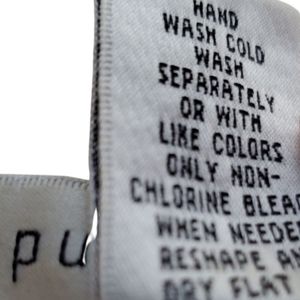 HAND
WASH COLD
WASH
SEPARATELY
OR WITH
LIKE COLORS
ONLY NON-
CHLORINE BLEAC
WHEN NEEDED
RESHAPE AN
DRY FLAT
pu